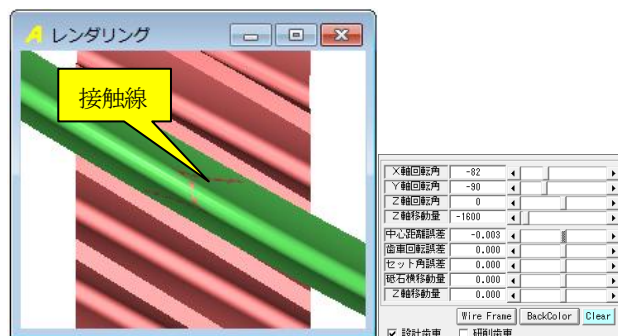 レンダリング
接触線
X軸回転角 -82
Y軸回転角 -90
Z軸回転角 0
Z軸移動量 -1600
中心距離誤差 -0.003
歯車回転誤差 0.000
セット角誤差 0.000
砥石横移動量 0.000
Z軸移動量 0.000
Wire Frame BackColor Clear
設計歯車 研削歯車